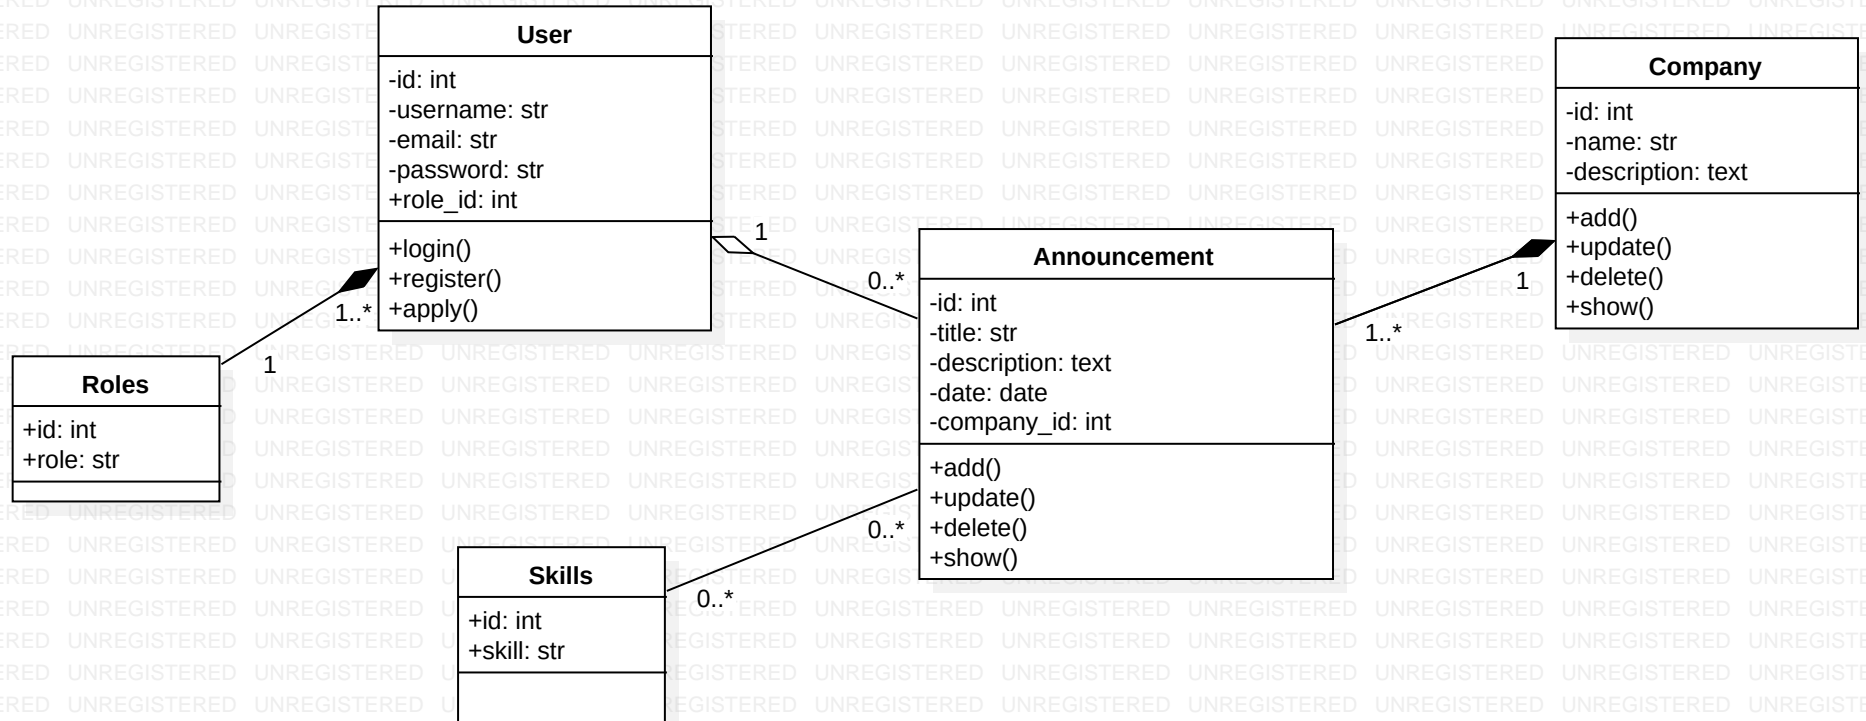 User
-id: int
-username: str
-email: str
-password: str
+role_id: int
+login()
+register()
+apply()
Company
-id: int
-name: str
-description: text
+add()
+update()
+delete()
+show()
1
0..*
Announcement
-id: int
-title: str
-description: text
-date: date
-company_id: int
+add()
+update()
+delete()
+show()
1
1..*
1..*
1
Roles
+id: int
+role: str
0..*
0..*
Skills
+id: int
+skill: str
UNREGISTERED